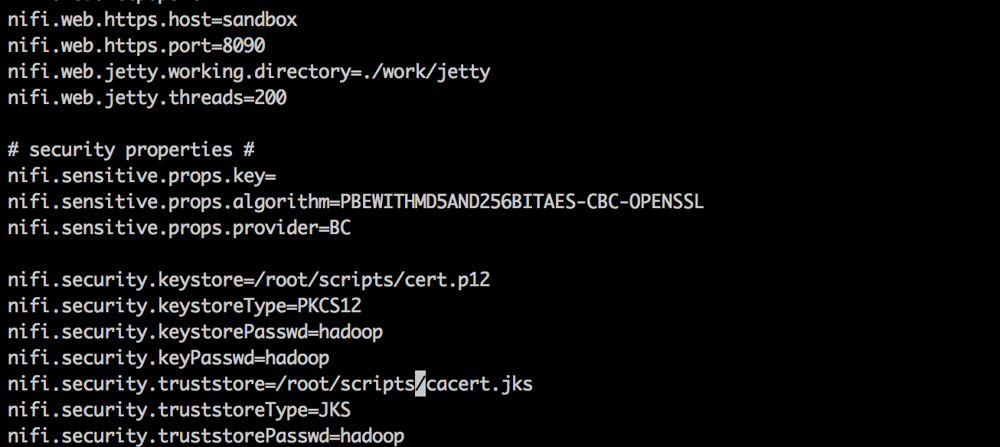 nifi.web.https.host=sandbox
nifi.web.https.port=8090
nifi.web.jetty.working.directory=./work/jetty
nifi.web.jetty.threads=200
# security properties #
nifi.sensitive.props.key=
nifi.sensitive.props.algorithm=PBEWITHMD5AND256BITAES-CBC-OPENSSL
nifi.sensitive.props.provider=BC
nifi.security.keystore=/root/scripts/cert.p12
nifi.security.keystoreType=PKCS12
nifi.security.keystorePasswd=hadoop
nifi.security.keyPasswd=hadoop
nifi.security.truststore=/root/scripts/cacert.jks
nifi.security.truststoreType=JKS
nifi.security.truststorePasswd=hadoop